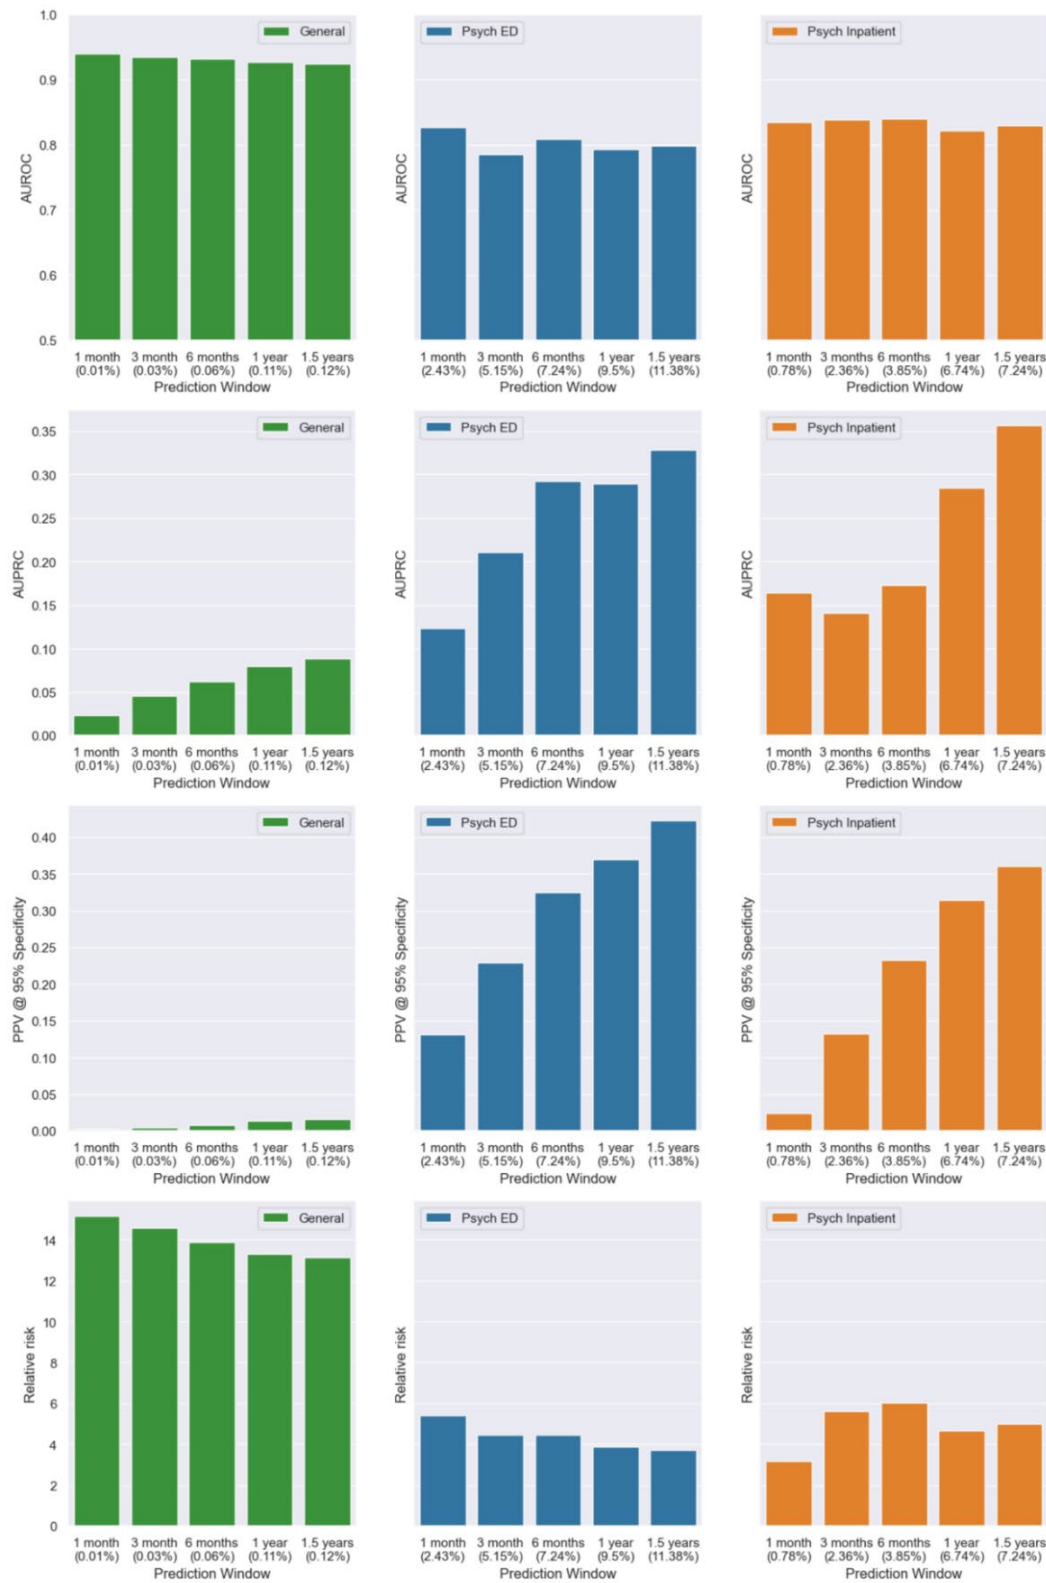 General
Psych ED
Psych Inpatient
1.0
0.9
0.8
0.7
0.6
0.5
AUROC
AUROC
AUROC
1 month 3 month 6 months 1 year 1.5 years
(0.01%) (0.03%) (0.06%) (0.11%) (0.12%)
Prediction Window
1 month 3 month 6 months 1 year 1.5 years
(2.43%) (5.15%) (7.24%) (9.5%) (11.38%)
Prediction Window
1 month 3 months 6 months 1 year 1.5 years
(0.78%) (2.36%) (3.85%) (6.74%) (7.24%)
Prediction Window
General
Psych ED
Psych Inpatient
0.35
0.30
0.25
0.20
0.15
0.10
0.05
0.00
AUPRC
AUPRC
AUPRC
1 month 3 month 6 months 1 year 1.5 years
(0.01%) (0.03%) (0.06%) (0.11%) (0.12%)
Prediction Window
1 month 3 month 6 months 1 year 1.5 years
(2.43%) (5.15%) (7.24%) (9.5%) (11.38%)
Prediction Window
1 month 3 months 6 months 1 year 1.5 years
(0.78%) (2.36%) (3.85%) (6.74%) (7.24%)
Prediction Window
General
Psych ED
Psych Inpatient
0.40
0.35
0.30
0.25
0.20
0.15
0.10
0.05
0.00
PPV @ 95% Specificity
PPV @ 95% Specificity
PPV @ 95% Specificity
1 month 3 month 6 months 1 year 1.5 years
(0.01%) (0.03%) (0.06%) (0.11%) (0.12%)
Prediction Window
1 month 3 month 6 months 1 year 1.5 years
(2.43%) (5.15%) (7.24%) (9.5%) (11.38%)
Prediction Window
1 month 3 months 6 months 1 year 1.5 years
(0.78%) (2.36%) (3.85%) (6.74%) (7.24%)
Prediction Window
General
Psych ED
Psych Inpatient
14
12
10
8
6
4
2
0
Relative risk
Relative risk
Relative risk
1 month 3 month 6 months 1 year 1.5 years
(0.01%) (0.03%) (0.06%) (0.11%) (0.12%)
Prediction Window
1 month 3 month 6 months 1 year 1.5 years
(2.43%) (5.15%) (7.24%) (9.5%) (11.38%)
Prediction Window
1 month 3 months 6 months 1 year 1.5 years
(0.78%) (2.36%) (3.85%) (6.74%) (7.24%)
Prediction Window